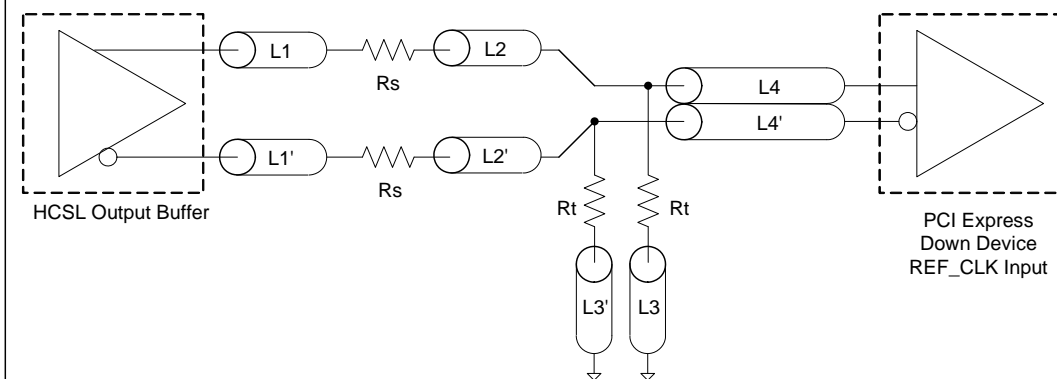 L1
Rs
L2
L4
L4'
L1'
Rs
L2'
HCSL Output Buffer
Rt
Rt
L3'
L3
PCI Express
Down Device
REF_CLK Input